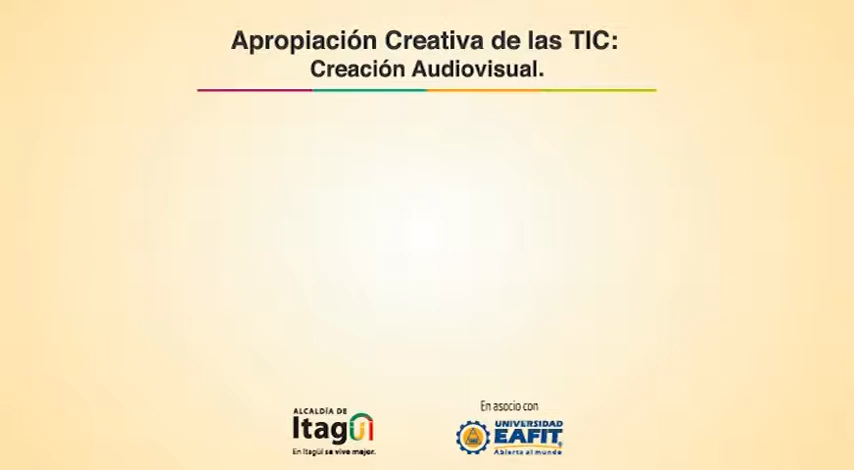 Apropiación Creativa de las TIC:
Creación Audiovisual.
ALCALDÍA DE
Itagüí
En Itagüí se vive mejor.
En asocio con
UNIVERSIDAD
EAFIT®
Abierta al mundo